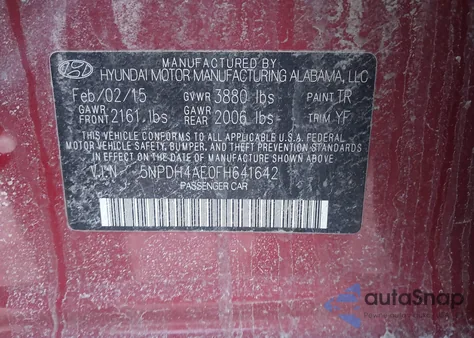 MANUFACTURED BY
HYUNDAI MOTOR MANUFACTURING ALABAMA, LLC
Feb/02/15 GVWR 3880 lbs PAINT TR
GAWR FRONT 2161 lbs GAWR REAR 2006 lbs TRIM YF
THIS VEHICLE CONFORMS TO ALL APPLICABLE U.S.A. FEDERAL
MOTOR VEHICLE SAFETY, BUMPER, AND THEFT PREVENTION STANDARDS
IN EFFECT ON THE DATE OF MANUFACTURE SHOWN ABOVE.
V.I.N 5NPDH4AE0FH641642
PASSENGER CAR
autoSnap